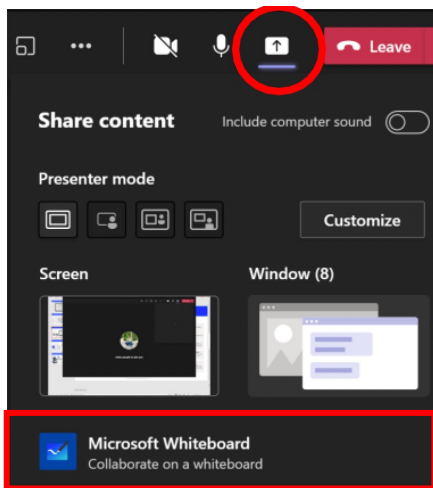 Leave
Share content
Include computer sound
Presenter mode
Customize
Screen
Window (8)
Microsoft Whiteboard
Collaborate on a whiteboard